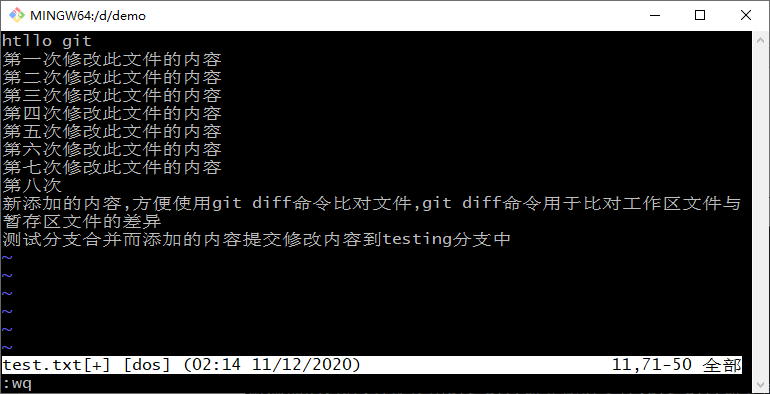 MINGW64:/d/demo
htllo git
第一次修改此文件的内容
第二次修改此文件的内容
第三次修改此文件的内容
第四次修改此文件的内容
第五次修改此文件的内容
第六次修改此文件的内容
第七次修改此文件的内容
第八次
新添加的内容,方便使用git diff命令比对文件,git diff命令用于比对工作区文件与
暂存区文件的差异
测试分支合并而添加的内容提交修改内容到testing分支中
~
~
~
~
~
~
test.txt[+] [dos] (02:14 11/12/2020) 11,71-50 全部
:wq